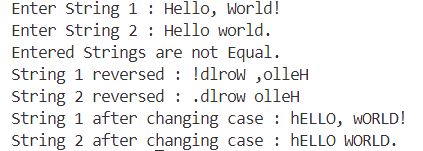 Enter String 1 : Hello, World!
Enter String 2 : Hello world.
Entered Strings are not Equal.
String 1 reversed : !dlroW ,olleH
String 2 reversed : .dlrow olleH
String 1 after changing case : hELLO, wORLD!
String 2 after changing case : hELLO WORLD.